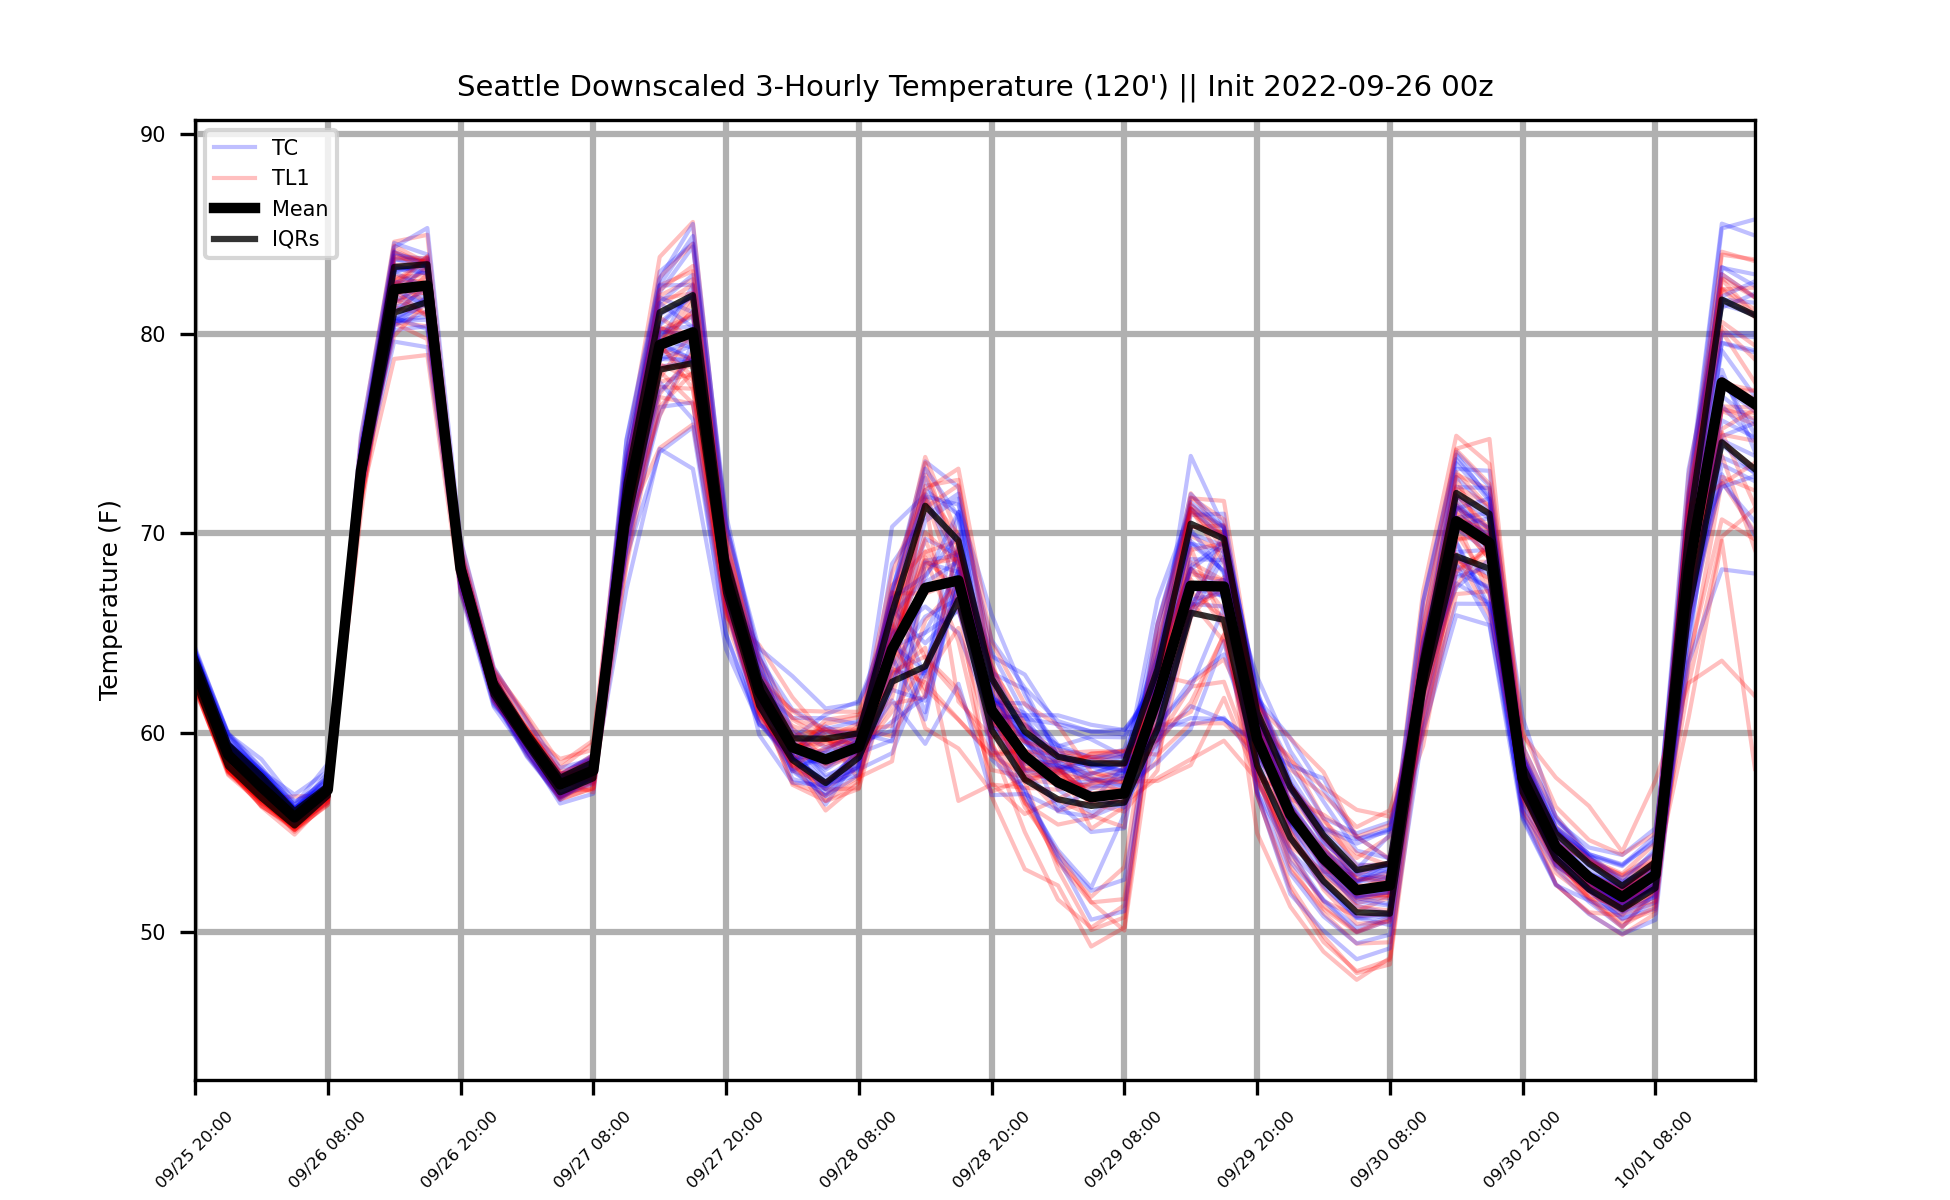 Seattle Downscaled 3-Hourly Temperature (120') || Init 2022-09-26 00z
TC
TL1
Mean
IQRs
Temperature (F)
90
80
70
60
50
09/25 20:00
09/26 08:00
09/26 20:00
09/27 08:00
09/27 20:00
09/28 08:00
09/28 20:00
09/29 08:00
09/29 20:00
09/30 08:00
09/30 20:00
10/01 08:00